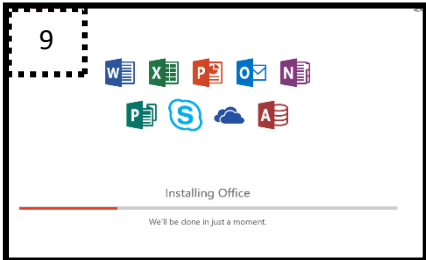 9
W X P O N
P S A
Installing Office
We'll be done in just a moment.